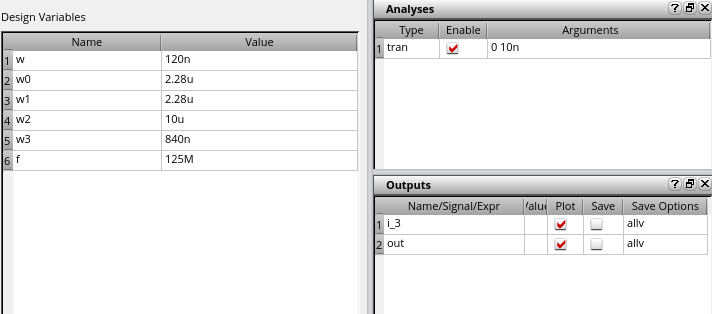 Design Variables
Name Value
1 w 120n
2 w0 2.28u
3 w1 2.28u
4 w2 10u
5 w3 840n
6 f 125M
Analyses ?
Type Enable Arguments
1 tran 0 10n
Outputs ?
Name/Signal/Expr Plot Save Save Options
1 i_3 allv
2 out allv